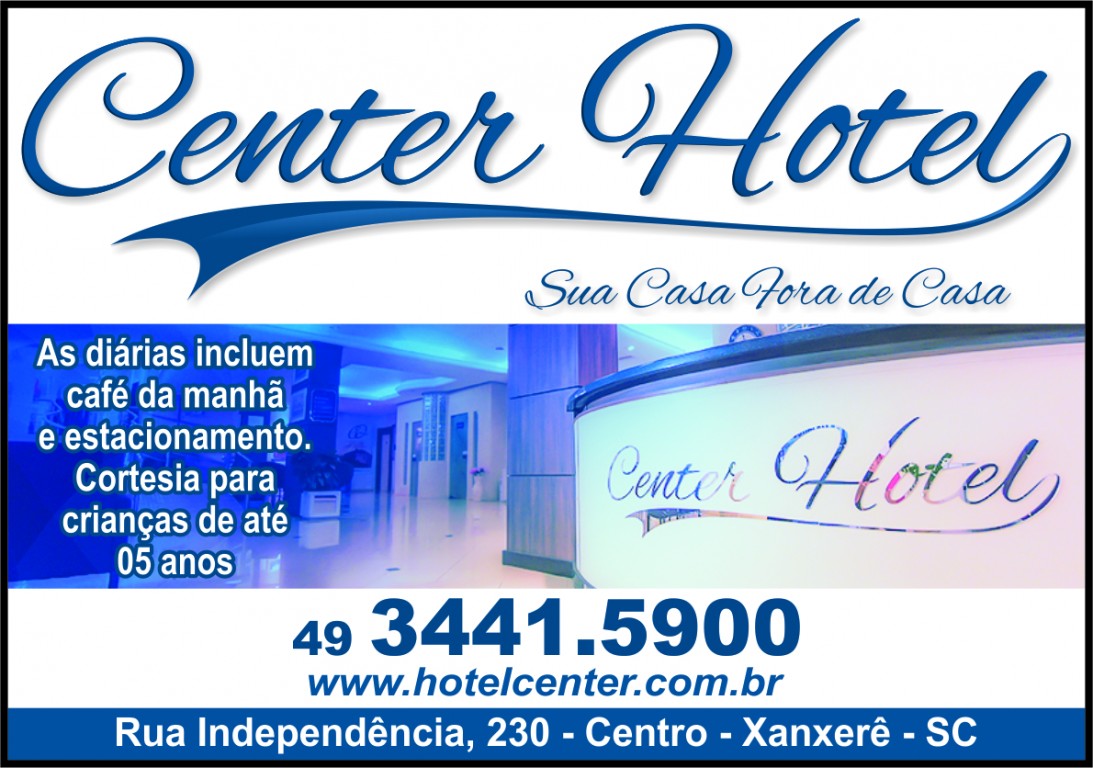 Center Hotel
Sua Casa Fora de Casa
As diárias incluem
café da manhã
e estacionamento.
Cortesia para
crianças de até
05 anos
Center Hotel
49 3441.5900
www.hotelcenter.com.br
Rua Independência, 230 - Centro - Xanxerê - SC